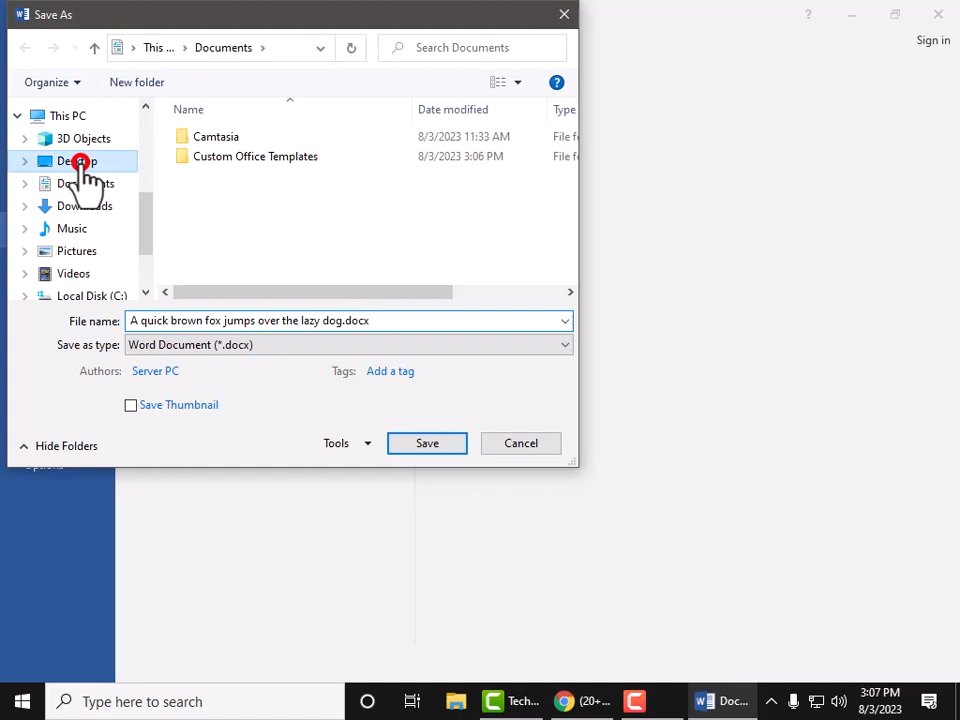 Save As
Sign in
This ... Documents
Search Documents
Organize New folder
Name Date modified Type
This PC
3D Objects
Camtasia 8/3/2023 11:33 AM File f
Custom Office Templates 8/3/2023 3:06 PM File f
Downloads
Music
Pictures
Videos
Local Disk (C:)
File name: A quick brown fox jumps over the lazy dog.docx
Save as type: Word Document (*.docx)
Authors: Server PC Tags: Add a tag
Save Thumbnail
Hide Folders Tools Save Cancel
Options
Type here to search
Tech... (20+... Doc...
3:07 PM
8/3/2023